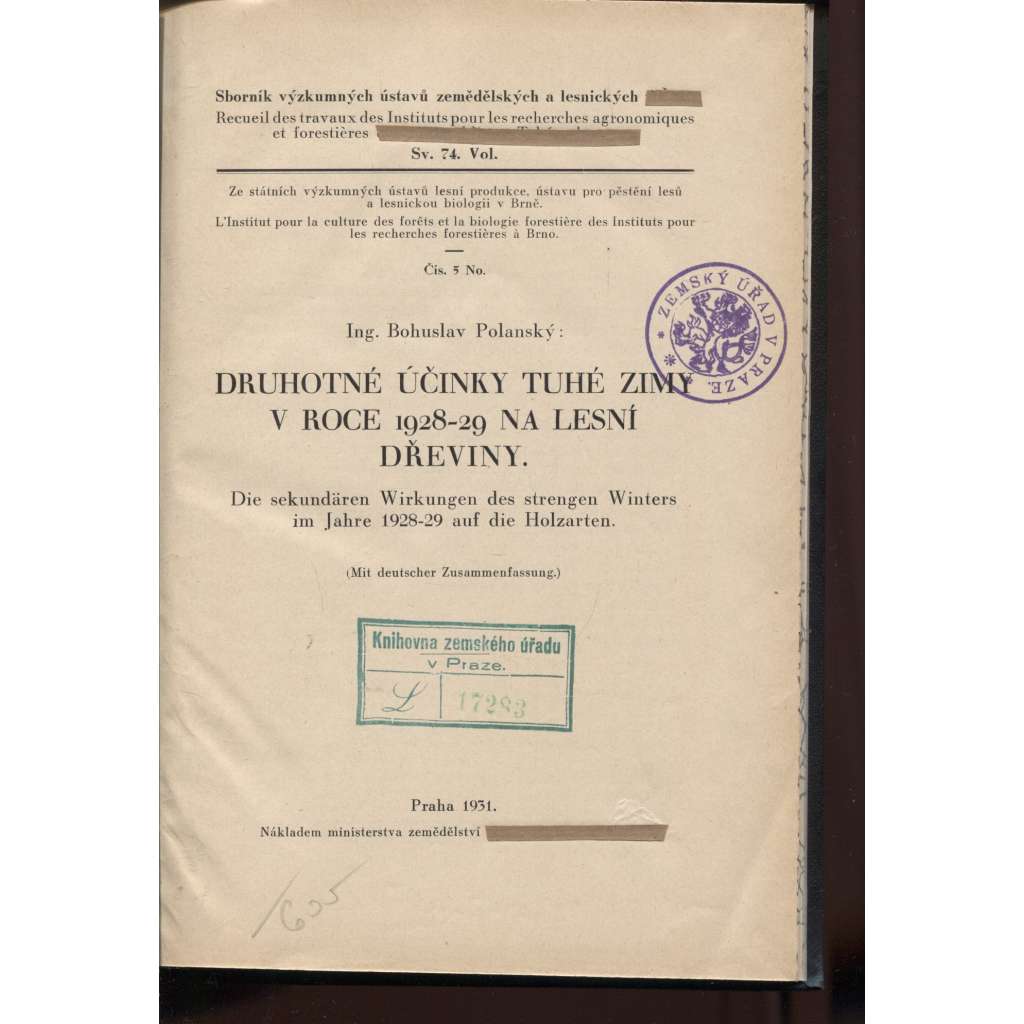 Sborník výzkumných ústavů zemědělských a lesnických
Recueil des travaux des Instituts pour les recherches agronomiques
et forestières
Sv. 74. Vol.
Ze státních výzkumných ústavů lesní produkce, ústavu pro pěstění lesů
a lesnickou biologii v Brně.
L'Institut pour la culture des forêts et la biologie forestière des Instituts pour
les recherches forestières à Brno.
Čís. 5 No.
* ZEMSKÝ ÚŘAD V PRAZE. *
Ing. Bohuslav Polanský:
DRUHOTNÉ ÚČINKY TUHÉ ZIMY
V ROCE 1928-29 NA LESNÍ
DŘEVINY.
Die sekundären Wirkungen des strengen Winters
im Jahre 1928-29 auf die Holzarten.
(Mit deutscher Zusammenfassung.)
Knihovna zemského úřadu
v Praze.
L 17283
Praha 1931.
Nákladem ministerstva zemědělství